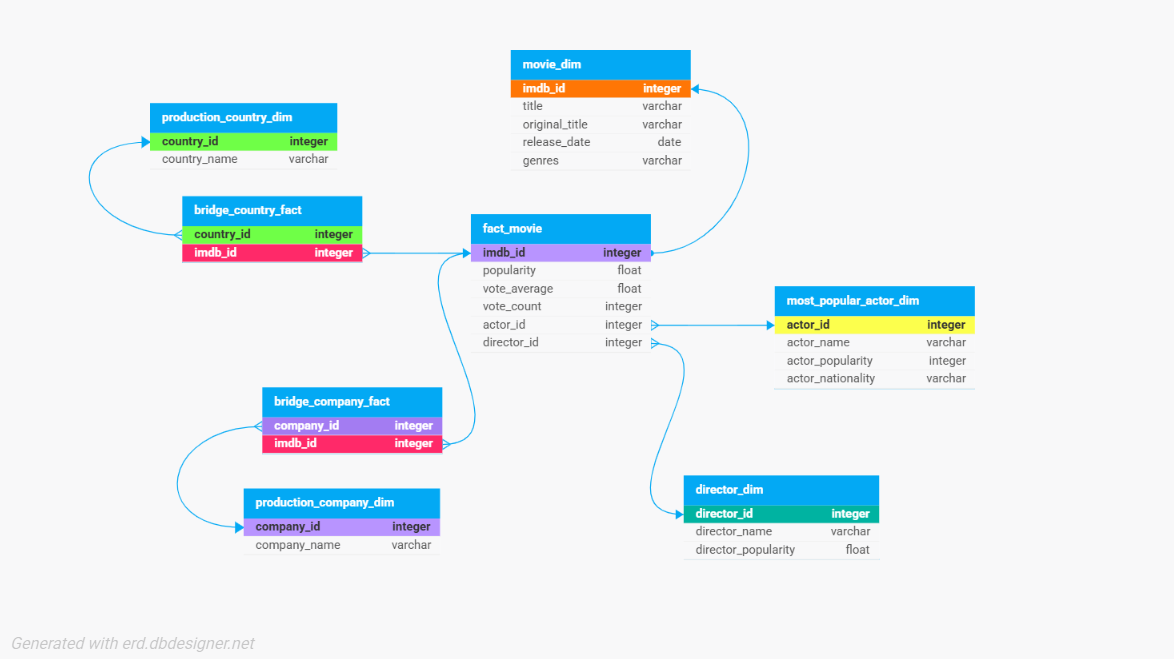 movie_dim
imdb_id integer
title varchar
original_title varchar
release_date date
genres varchar
production_country_dim
country_id integer
country_name varchar
bridge_country_fact
country_id integer
imdb_id integer
fact_movie
imdb_id integer
popularity float
vote_average float
vote_count integer
actor_id integer
director_id integer
most_popular_actor_dim
actor_id integer
actor_name varchar
actor_popularity integer
actor_nationality varchar
bridge_company_fact
company_id integer
imdb_id integer
production_company_dim
company_id integer
company_name varchar
director_dim
director_id integer
director_name varchar
director_popularity float
Generated with erd.dbdesigner.net